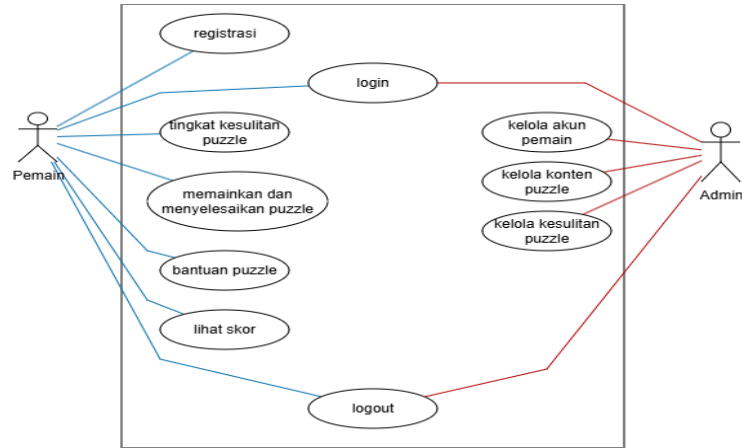 registrasi
login
tingkat kesulitan
puzzle
kelola akun
pemain
Pemain
Admin
memainkan dan
menyelesaikan puzzle
kelola konten
puzzle
kelola kesulitan
puzzle
bantuan puzzle
lihat skor
logout